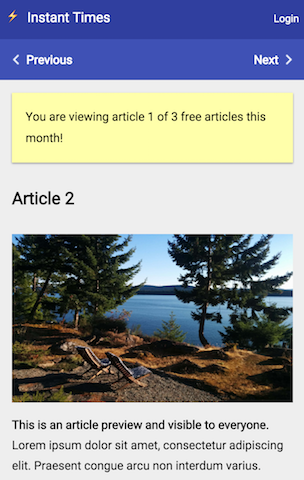 Instant Times
Login
Previous
Next
You are viewing article 1 of 3 free articles this
month!
Article 2
This is an article preview and visible to everyone.
Lorem ipsum dolor sit amet, consectetur adipiscing
elit. Praesent congue arcu non interdum varius.